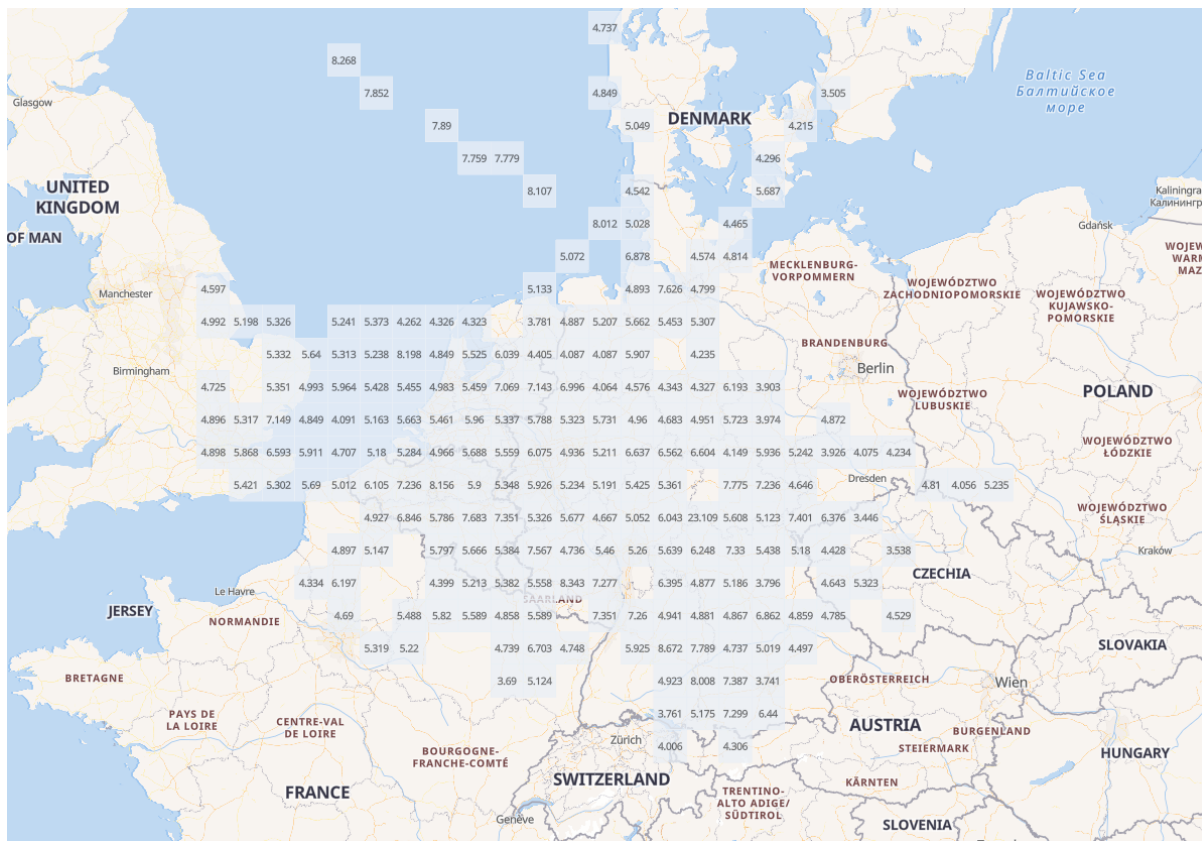 4.737
8.268
Baltic Sea
Балтийское
море
7.852 4.849 3.505
Glasgow
7.89 5.049 DENMARK 4.215
7.759 7.779 4.296
UNITED
KINGDOM
8.107 4.542 5.687
Kaliningra
Калинингр
8.012 5.028 4.465 Gdańsk
OF MAN
5.072 6.878 4.574 4.814
MECKLENBURG-
VORPOMMERN
WOJEW
WARM
MAZ
Manchester
4.597 5.133 4.893 7.626 4.799
WOJEWÓDZTWO
ZACHODNIOPOMORSKIE
WOJEWÓDZTWO
KUJAWSKO-
POMORSKIE
4.992 5.198 5.326 5.241 5.373 4.262 4.326 4.323 3.781 4.887 5.207 5.662 5.453 5.307
BRANDENBURG
5.332 5.64 5.313 5.238 8.198 4.849 5.525 6.039 4.405 4.087 4.087 5.907 4.235
Birmingham
Berlin
4.725 5.351 4.993 5.964 5.428 5.455 4.983 5.459 7.069 7.143 6.996 4.064 4.576 4.343 4.327 6.193 3.903
POLAND
WOJEWÓDZTWO
LUBUSKIE
4.896 5.317 7.149 4.849 4.091 5.163 5.663 5.461 5.96 5.337 5.788 5.323 5.731 4.96 4.683 4.951 5.723 3.974 4.872
WOJEWÓDZTWO
ŁÓDZKIE
4.898 5.868 6.593 5.911 4.707 5.18 5.284 4.966 5.688 5.559 6.075 4.936 5.211 6.637 6.562 6.604 4.149 5.936 5.242 3.926 4.075 4.234
Dresden
5.421 5.302 5.69 5.012 6.105 7.236 8.156 5.9 5.348 5.926 5.234 5.191 5.425 5.361 7.775 7.236 4.646 4.81 4.056 5.235
WOJEWÓDZTWO
ŚLĄSKIE
4.927 6.846 5.786 7.683 7.351 5.326 5.677 4.667 5.052 6.043 23.109 5.608 5.123 7.401 6.376 3.446
4.897 5.147 5.797 5.666 5.384 7.567 4.736 5.46 5.26 5.639 6.248 7.33 5.438 5.18 4.428 3.538
Kraków
CZECHIA
4.334 6.197 4.399 5.213 5.382 5.558 8.343 7.277 6.395 4.877 5.186 3.796 4.643 5.323
Le Havre
SAARLAND
JERSEY
NORMANDIE
4.69 5.488 5.82 5.589 4.858 5.589 7.351 7.26 4.941 4.881 4.867 6.862 4.859 4.785 4.529
SLOVAKIA
5.319 5.22 4.739 6.703 4.748 5.925 8.672 7.789 4.737 5.019 4.497
BRETAGNE
3.69 5.124 4.923 8.008 7.387 3.741
OBERÖSTERREICH
Wien
PAYS DE
LA LOIRE
CENTRE-VAL
DE LOIRE
3.761 5.175 7.299 6.44
AUSTRIA
BURGENLAND
Zürich
4.006 4.306
STEIERMARK
HUNGARY
BOURGOGNE-
FRANCHE-COMTÉ
SWITZERLAND
KÄRNTEN
FRANCE
TRENTINO-
ALTO ADIGE/
SÜDTIROL
Genève
SLOVENIA